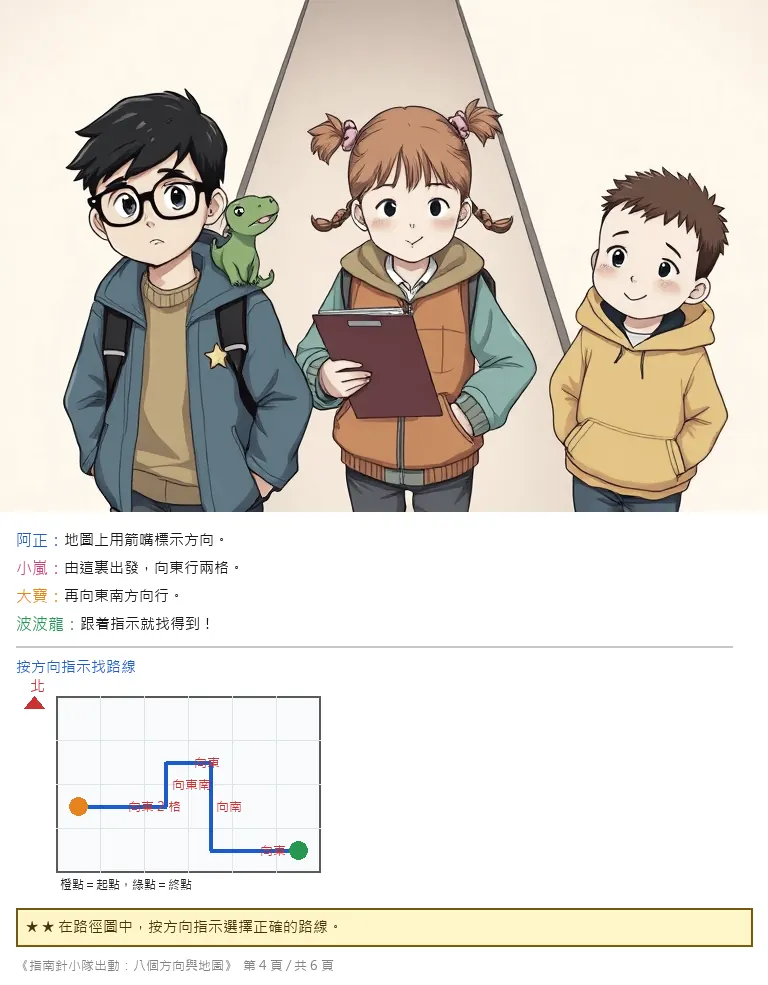 阿正：地圖上用箭嘴標示方向。
小嵐：由這裏出發，向東行兩格。
大寶：再向東南方向行。
波波龍：跟着指示就找得到！
按方向指示找路線
北
向東
向東南
向東 2 格
向南
向東
橙點＝起點，綠點＝終點
★★ 在路徑圖中，按方向指示選擇正確的路線。
《指南針小隊出動：八個方向與地圖》 第 4 頁 / 共 6 頁